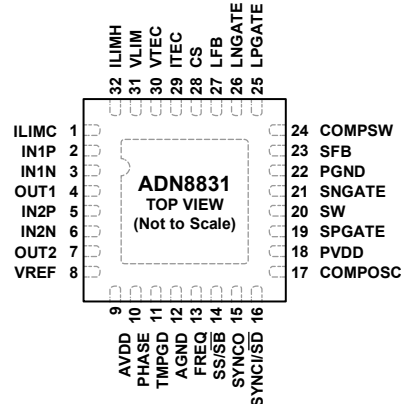 32 ILIMH
31 VLIM
30 VTEC
29 ITEC
28 CS
27 LFB
26 LNGATE
25 LPGATE
ILIMC 1
IN1P 2
IN1N 3
OUT1 4
IN2P 5
IN2N 6
OUT2 7
VREF 8
ADN8831
TOP VIEW
(Not to Scale)
24 COMPSW
23 SFB
22 PGND
21 SNGATE
20 SW
19 SPGATE
18 PVDD
17 COMPOSC
AVDD 9
PHASE 10
TMPGD 11
AGND 12
FREQ 13
SS/S̅B̅ 14
SYNCO 15
SYNCI/S̅D̅ 16